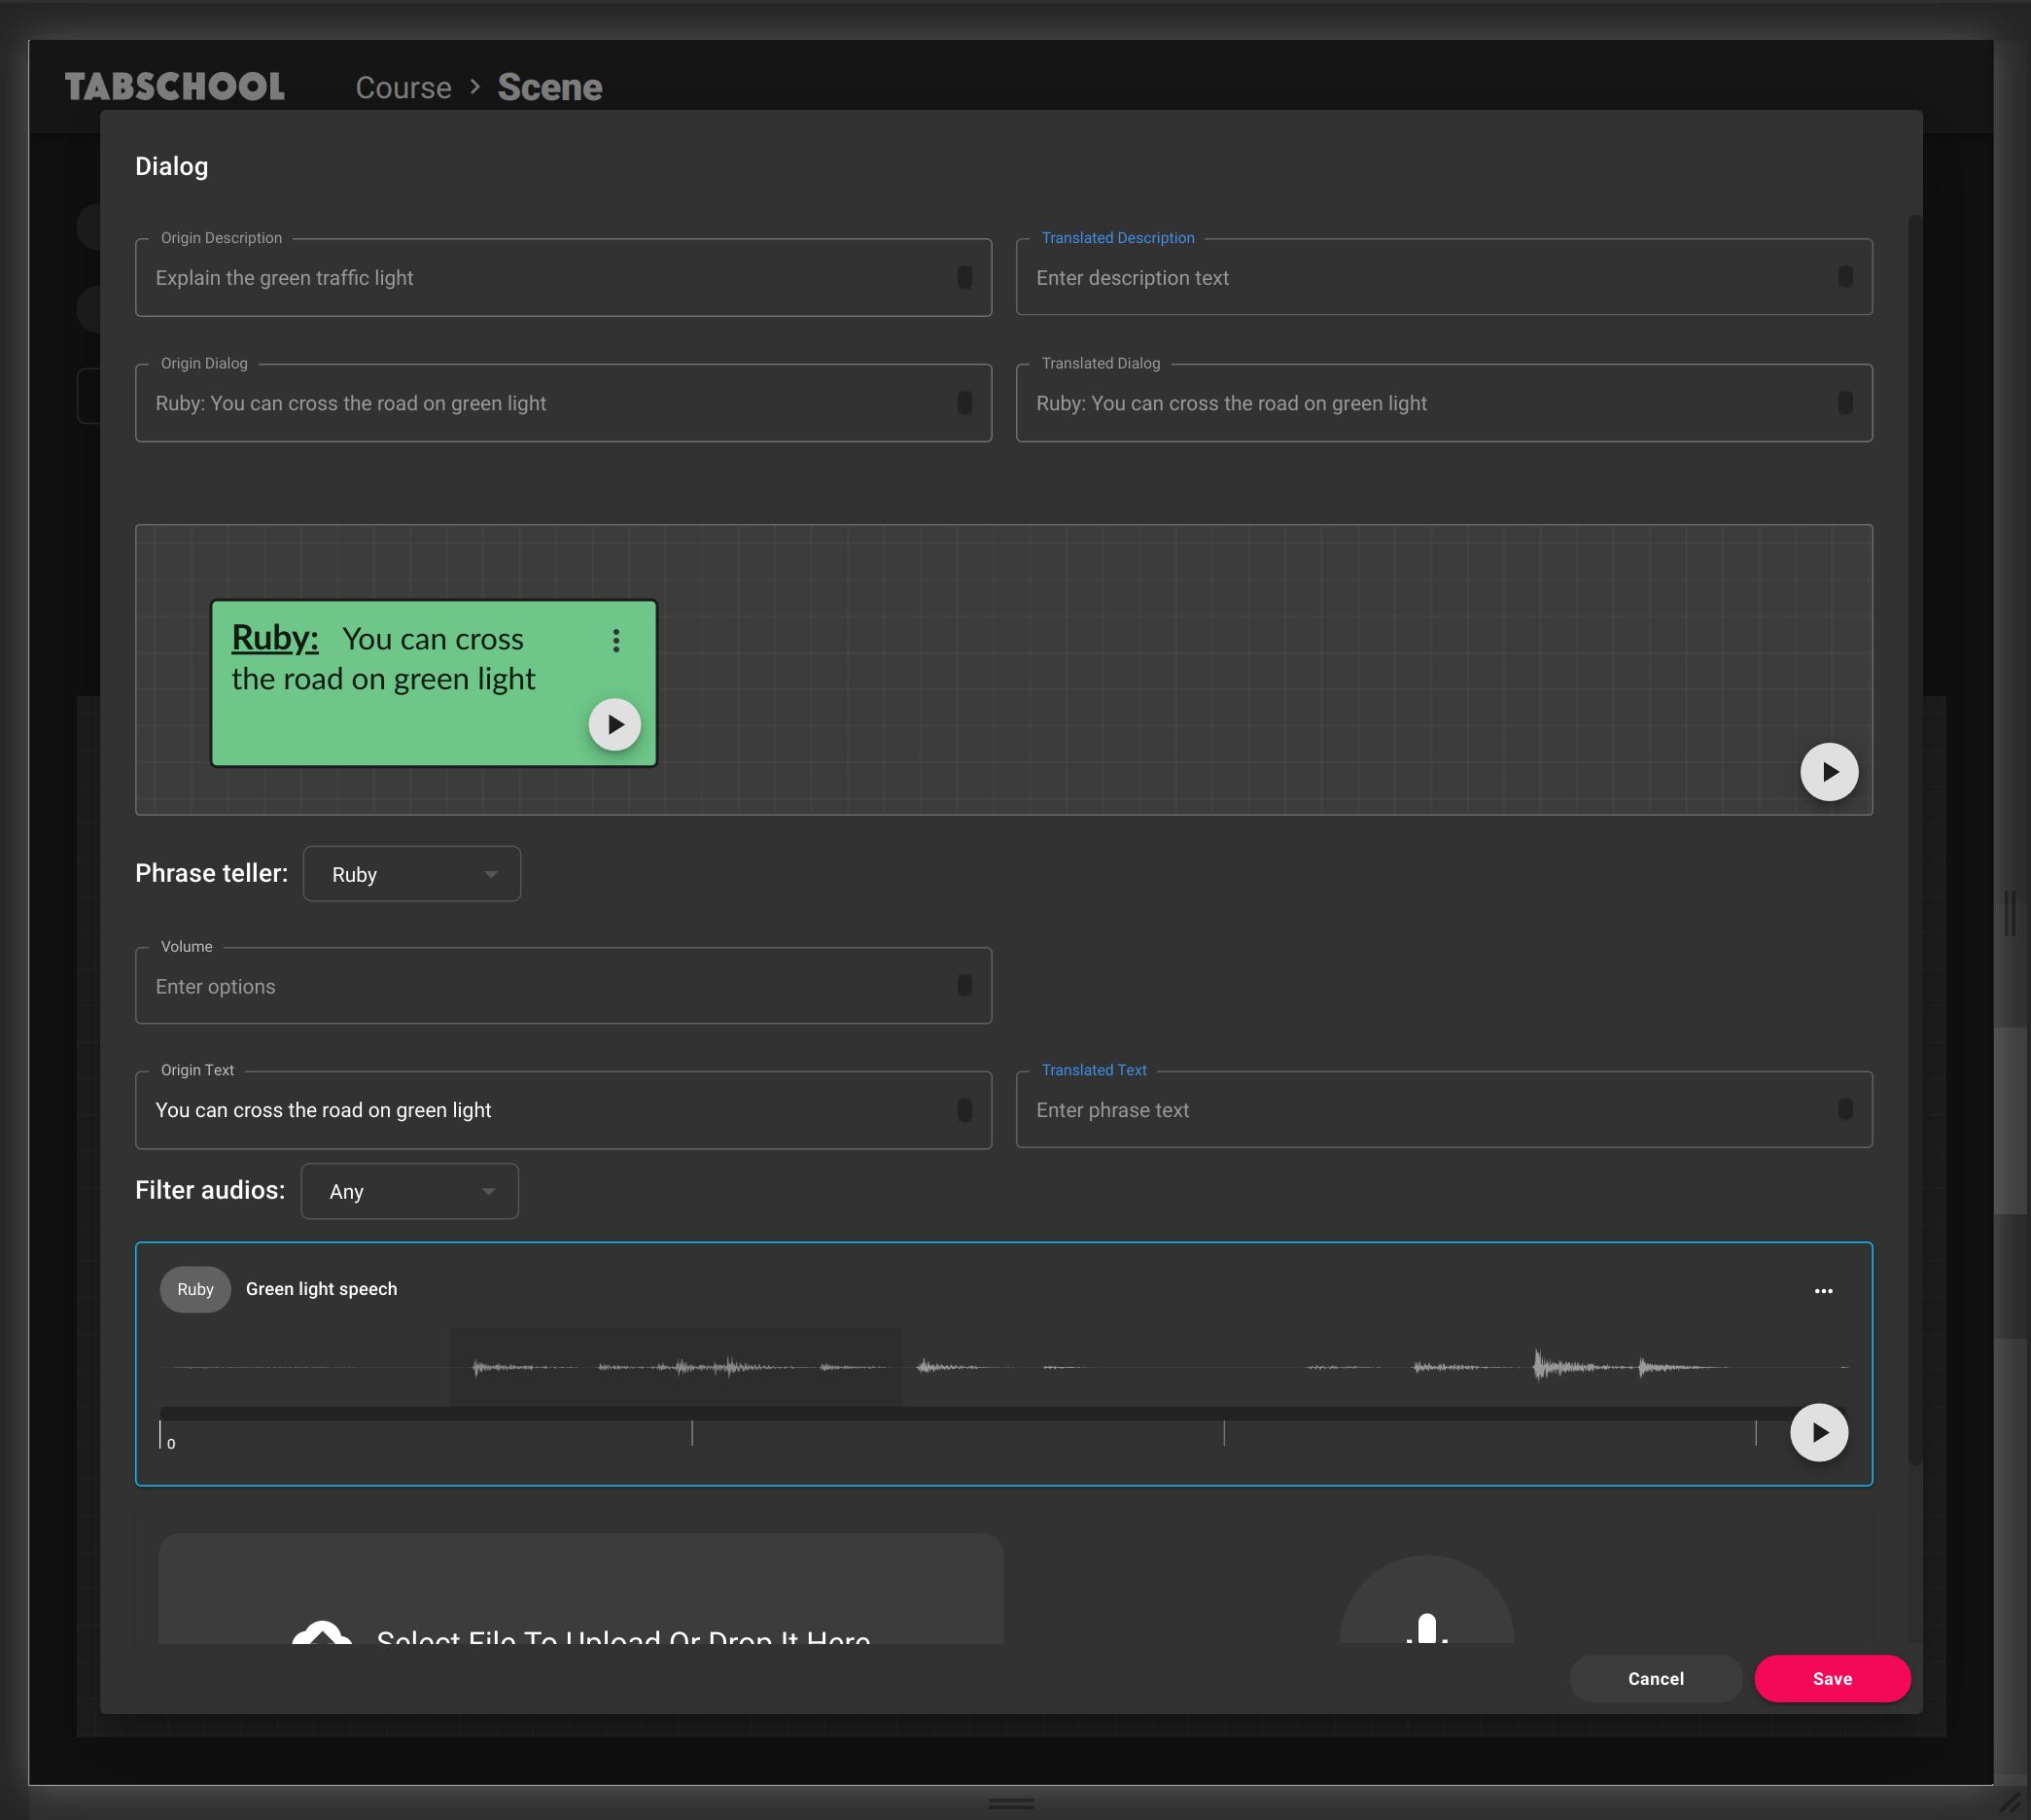 TABSCHOOL
Course > Scene
Dialog
Origin Description
Explain the green traffic light
Translated Description
Enter description text
Origin Dialog
Ruby: You can cross the road on green light
Translated Dialog
Ruby: You can cross the road on green light
Ruby: You can cross
the road on green light
Phrase teller:
Ruby
Volume
Enter options
Origin Text
You can cross the road on green light
Translated Text
Enter phrase text
Filter audios:
Any
Ruby
Green light speech
0
Select File To Upload Or Drop It Here
Cancel
Save